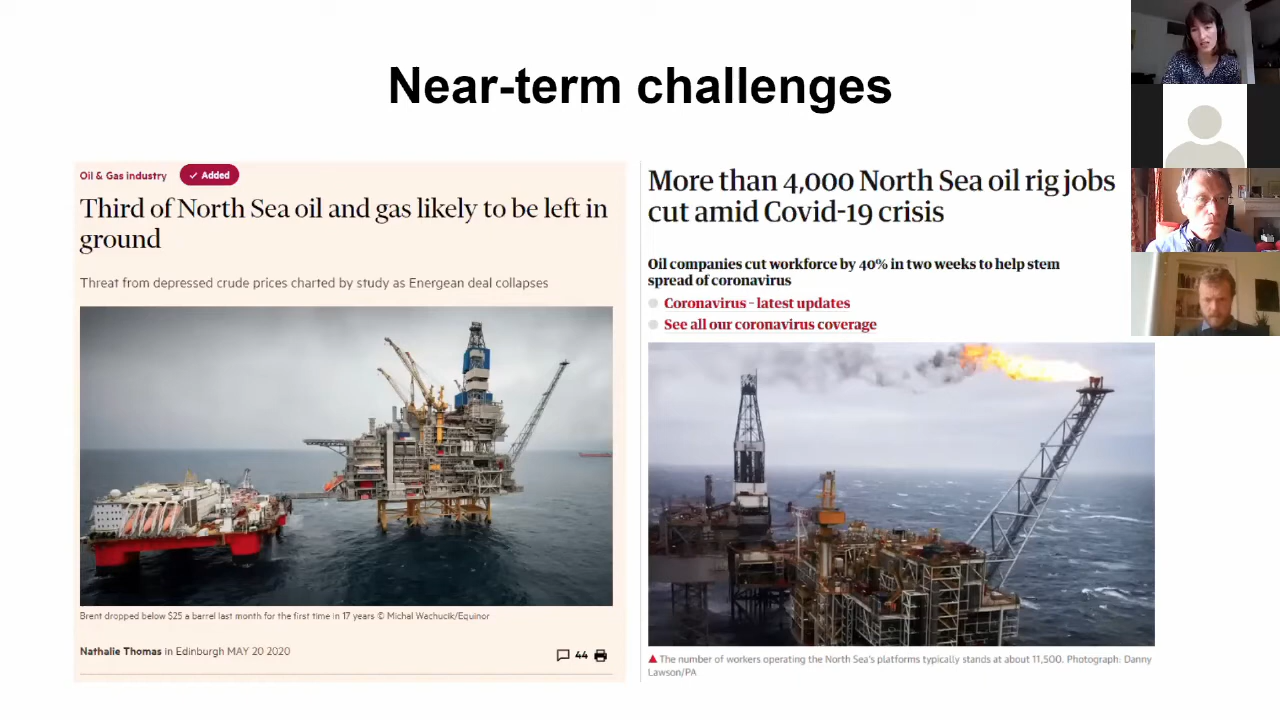 Near-term challenges
Oil & Gas industry
✓ Added
Third of North Sea oil and gas likely to be left in
ground
Threat from depressed crude prices charted by study as Energean deal collapses
Brent dropped below $25 a barrel last month for the first time in 17 years © Michal Wachucik/Equinor
Nathalie Thomas in Edinburgh MAY 20 2020
44
More than 4,000 North Sea oil rig jobs
cut amid Covid-19 crisis
Oil companies cut workforce by 40% in two weeks to help stem
spread of coronavirus
Coronavirus - latest updates
See all our coronavirus coverage
▲ The number of workers operating the North Sea's platforms typically stands at about 11,500. Photograph: Danny
Lawson/PA